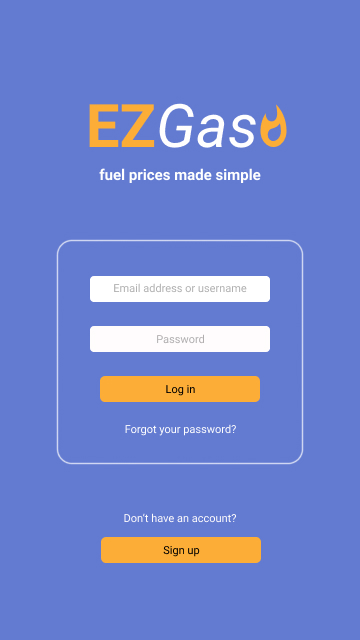 EZGas
fuel prices made simple
Email address or username
Password
Log in
Forgot your password?
Don't have an account?
Sign up